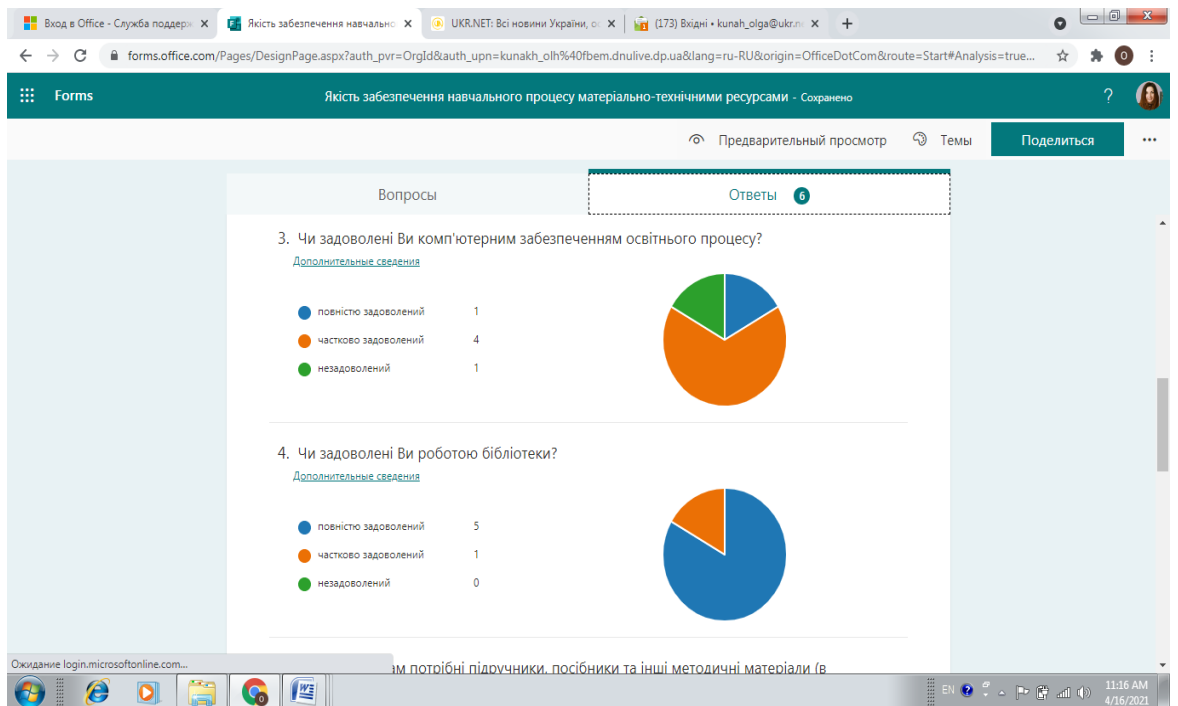 Вход в Office - Служба поддерж
Якість забезпечення навчально
UKR.NET: Всі новини України, о
(173) Вхідні • kunah_olga@ukr.n
forms.office.com/Pages/DesignPage.aspx?auth_pvr=OrgId&auth_upn=kunakh_olh%40fbem.dnulive.dp.ua&lang=ru-RU&origin=OfficeDotCom&route=Start#Analysis=true...
O
Forms
Якість забезпечення навчального процесу матеріально-технічними ресурсами - Сохранено
?
Предварительный просмотр
Темы
Поделиться
Вопросы
Ответы 6
3. Чи задоволені Ви комп'ютерним забезпеченням освітнього процесу?
Дополнительные сведения
повністю задоволений 1
частково задоволений 4
незадоволений 1
4. Чи задоволені Ви роботою бібліотеки?
Дополнительные сведения
повністю задоволений 5
частково задоволений 1
незадоволений 0
ам потрібні підручники, посібники та інші методичні матеріали (в
Ожидание login.microsoftonline.com...
EN
11:16 AM
4/16/2021